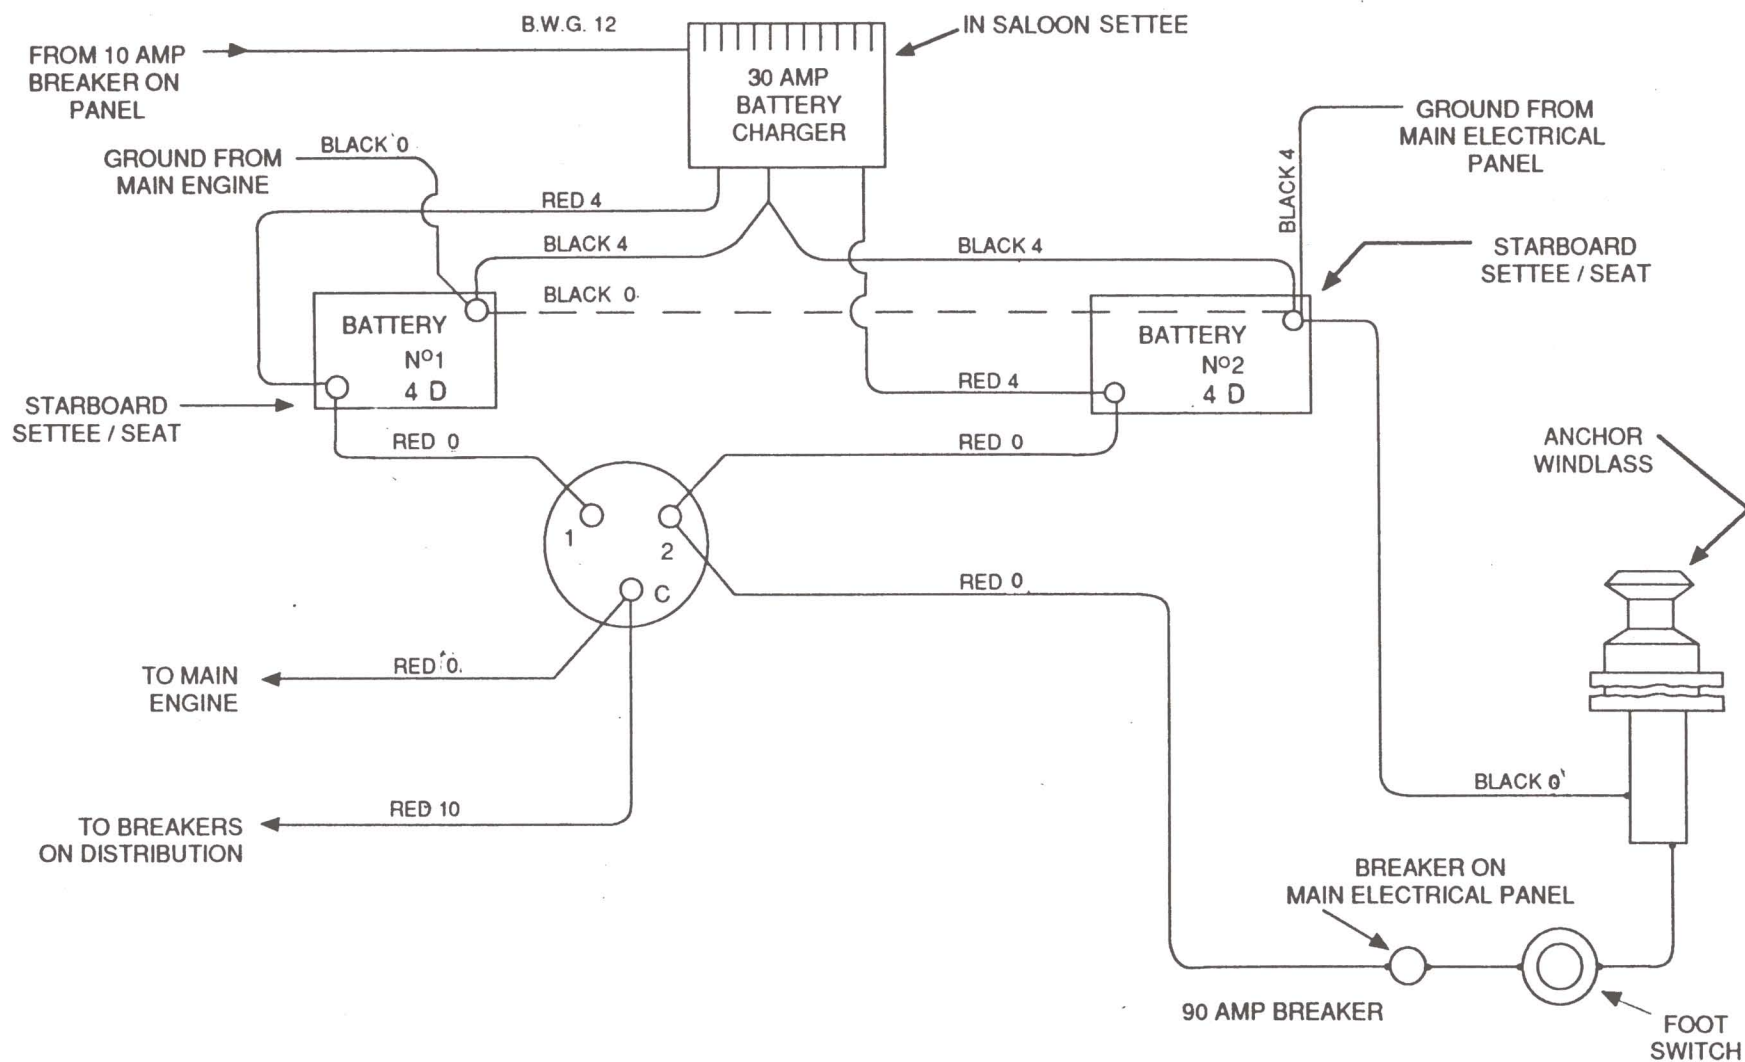 B.W.G. 12
IN SALOON SETTEE
FROM 10 AMP
BREAKER ON
PANEL
30 AMP
BATTERY
CHARGER
GROUND FROM
MAIN ELECTRICAL
PANEL
BLACK 0
GROUND FROM
MAIN ENGINE
BLACK 4
RED 4
BLACK 4
BLACK 4
STARBOARD
SETTEE / SEAT
BLACK 0
BATTERY
Nº1
4 D
BATTERY
Nº2
4 D
RED 4
STARBOARD
SETTEE / SEAT
RED 0
RED 0
ANCHOR
WINDLASS
1
2
C
RED 0
RED 0
TO MAIN
ENGINE
BLACK 0
RED 10
TO BREAKERS
ON DISTRIBUTION
BREAKER ON
MAIN ELECTRICAL PANEL
90 AMP BREAKER
FOOT
SWITCH